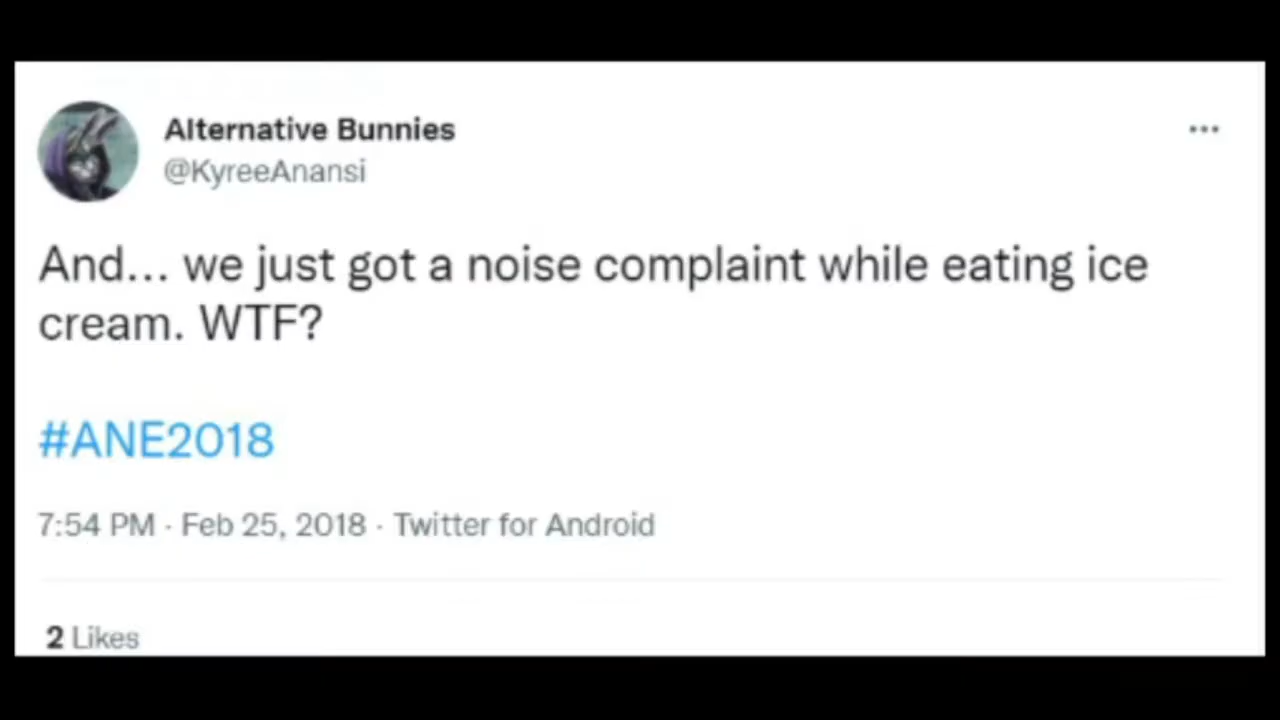 Alternative Bunnies
@KyreeAnansi
And... we just got a noise complaint while eating ice
cream. WTF?
#ANE2018
7:54 PM · Feb 25, 2018 · Twitter for Android
2 Likes